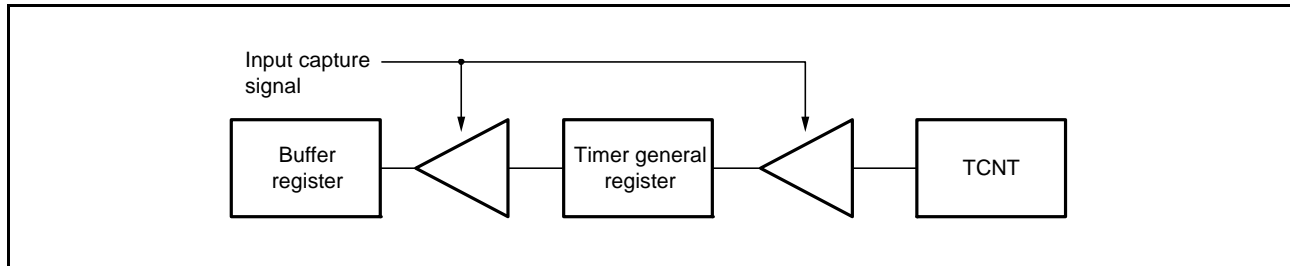 Input capture
signal
Buffer
register
Timer general
register
TCNT